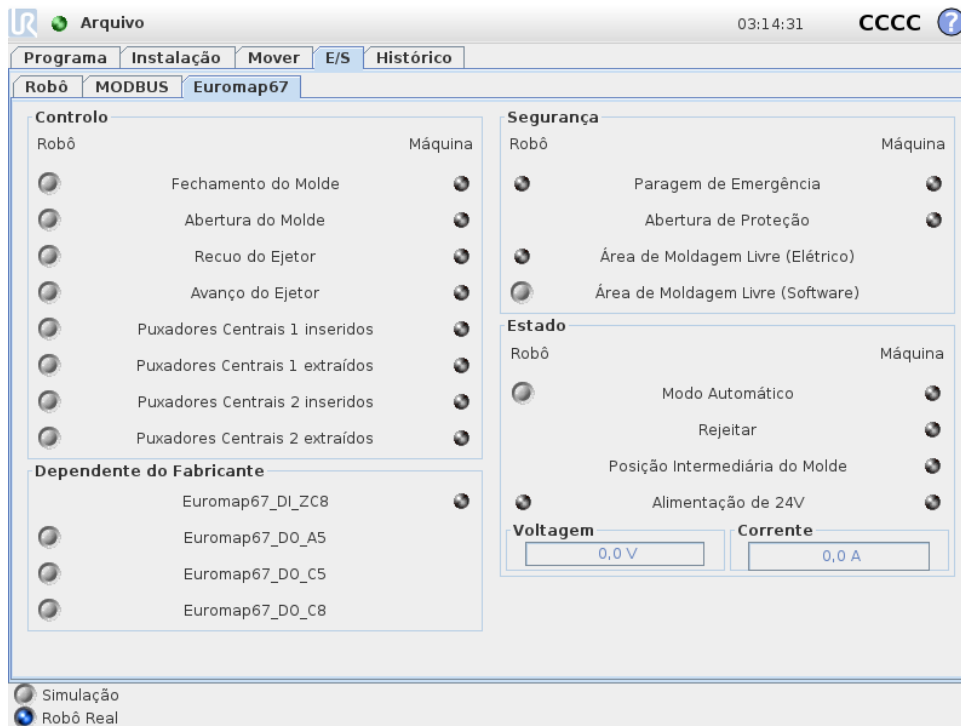 UR Arquivo 03:14:31 CCCC ?
Programa Instalação Mover E/S Histórico
Robô MODBUS Euromap67
Controlo
Robô Máquina
Fechamento do Molde
Abertura do Molde
Recuo do Ejetor
Avanço do Ejetor
Puxadores Centrais 1 inseridos
Puxadores Centrais 1 extraídos
Puxadores Centrais 2 inseridos
Puxadores Centrais 2 extraídos
Dependente do Fabricante
Euromap67_DI_ZC8
Euromap67_DO_A5
Euromap67_DO_C5
Euromap67_DO_C8
Segurança
Robô Máquina
Paragem de Emergência
Abertura de Proteção
Área de Moldagem Livre (Elétrico)
Área de Moldagem Livre (Software)
Estado
Robô Máquina
Modo Automático
Rejeitar
Posição Intermediária do Molde
Alimentação de 24V
Voltagem Corrente
0,0 V 0,0 A
Simulação
Robô Real